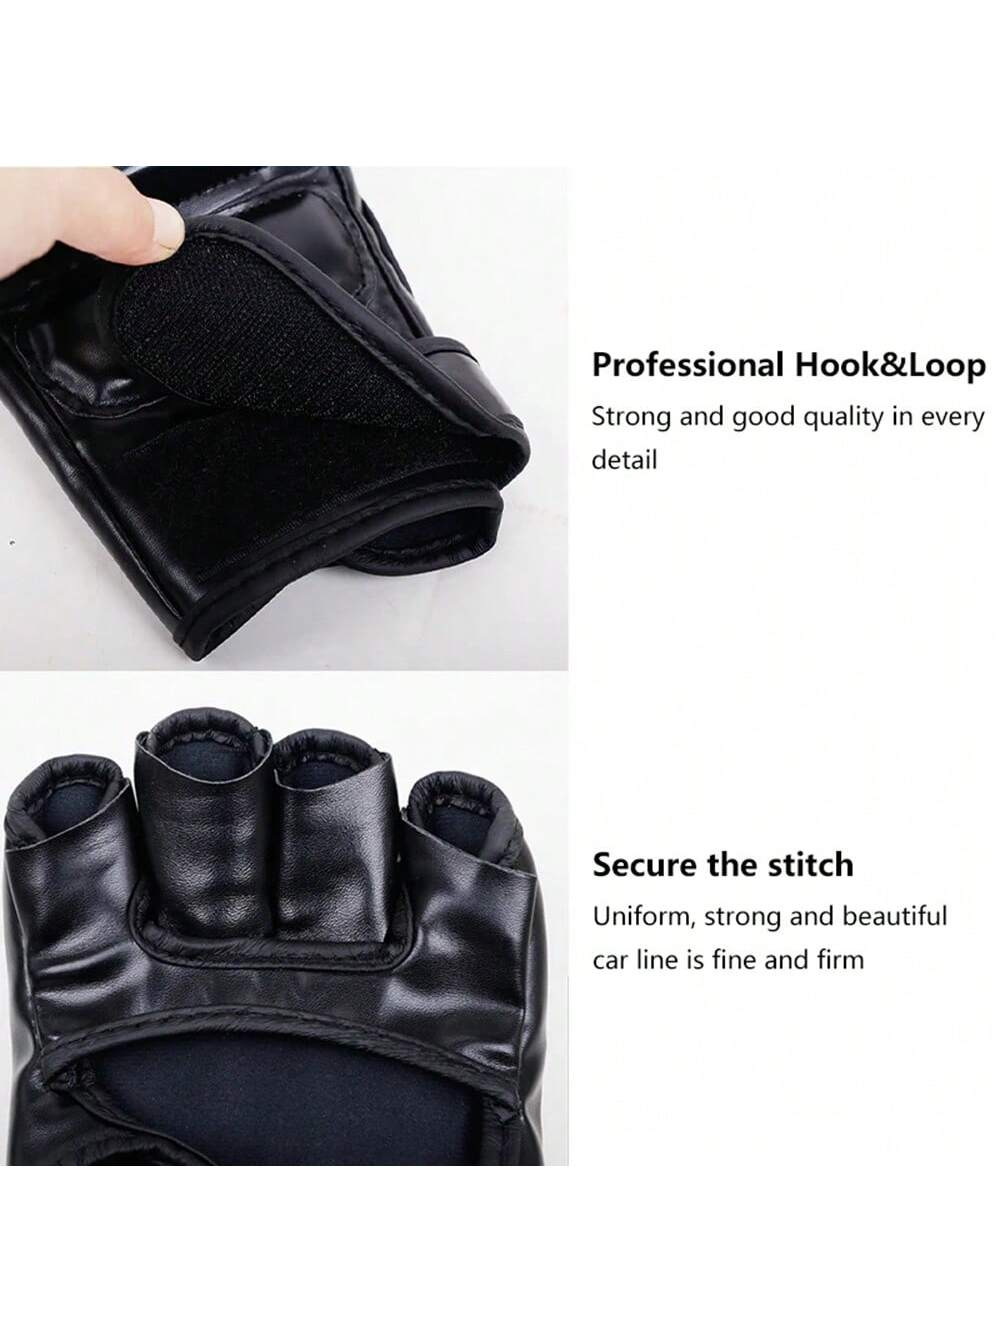 Professional Hook&Loop
Strong and good quality in every
detail
Secure the stitch
Uniform, strong and beautiful
car line is fine and firm